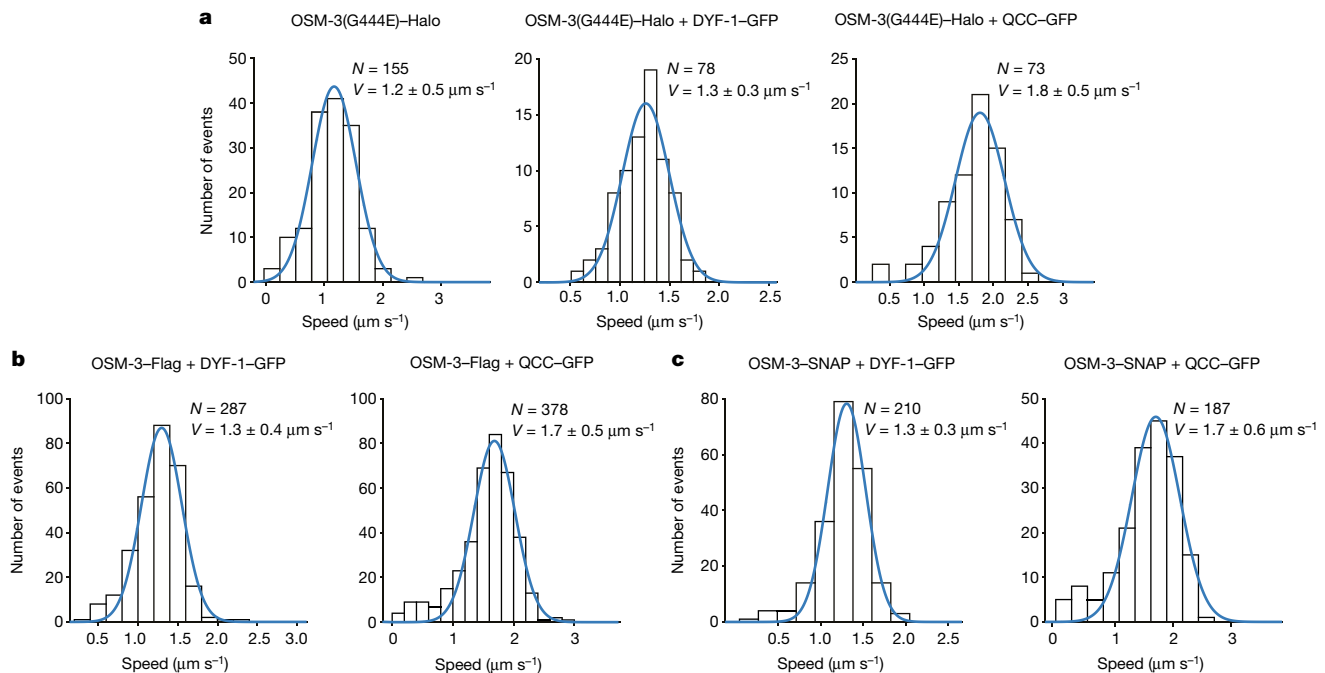 a
OSM-3(G444E)–Halo
OSM-3(G444E)–Halo + DYF-1–GFP
OSM-3(G444E)–Halo + QCC–GFP
Number of events
50
40
30
20
10
0
N = 155
V = 1.2 ± 0.5 μm s⁻¹
0 1 2 3
Speed (μm s⁻¹)
20
15
10
5
0
N = 78
V = 1.3 ± 0.3 μm s⁻¹
0.5 1.0 1.5 2.0 2.5
Speed (μm s⁻¹)
25
20
15
10
5
0
N = 73
V = 1.8 ± 0.5 μm s⁻¹
0.5 1.0 1.5 2.0 2.5 3
Speed (μm s⁻¹)
b
OSM-3–Flag + DYF-1–GFP
OSM-3–Flag + QCC–GFP
Number of events
100
80
60
40
20
0
N = 287
V = 1.3 ± 0.4 μm s⁻¹
0.5 1.0 1.5 2.0 2.5 3.0
Speed (μm s⁻¹)
100
80
60
40
20
0
N = 378
V = 1.7 ± 0.5 μm s⁻¹
0 1 2 3
Speed (μm s⁻¹)
c
OSM-3–SNAP + DYF-1–GFP
OSM-3–SNAP + QCC–GFP
Number of events
80
60
40
20
0
N = 210
V = 1.3 ± 0.3 μm s⁻¹
0 0.5 1.0 1.5 2.0 2.5
Speed (μm s⁻¹)
50
40
30
20
10
0
N = 187
V = 1.7 ± 0.6 μm s⁻¹
0 1 2 3
Speed (μm s⁻¹)